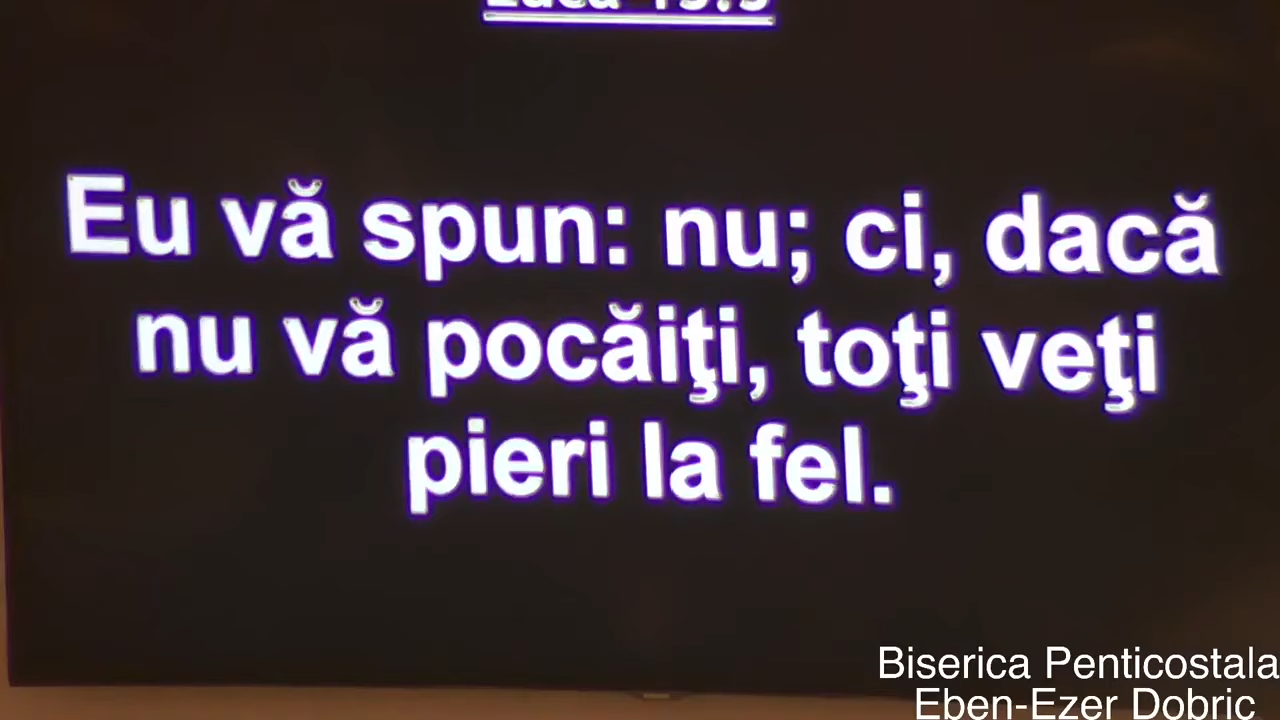 Eu vă spun: nu; ci, dacă
nu vă pocăiţi, toţi veţi
pieri la fel.
Biserica Penticostala
Eben-Ezer Dobric